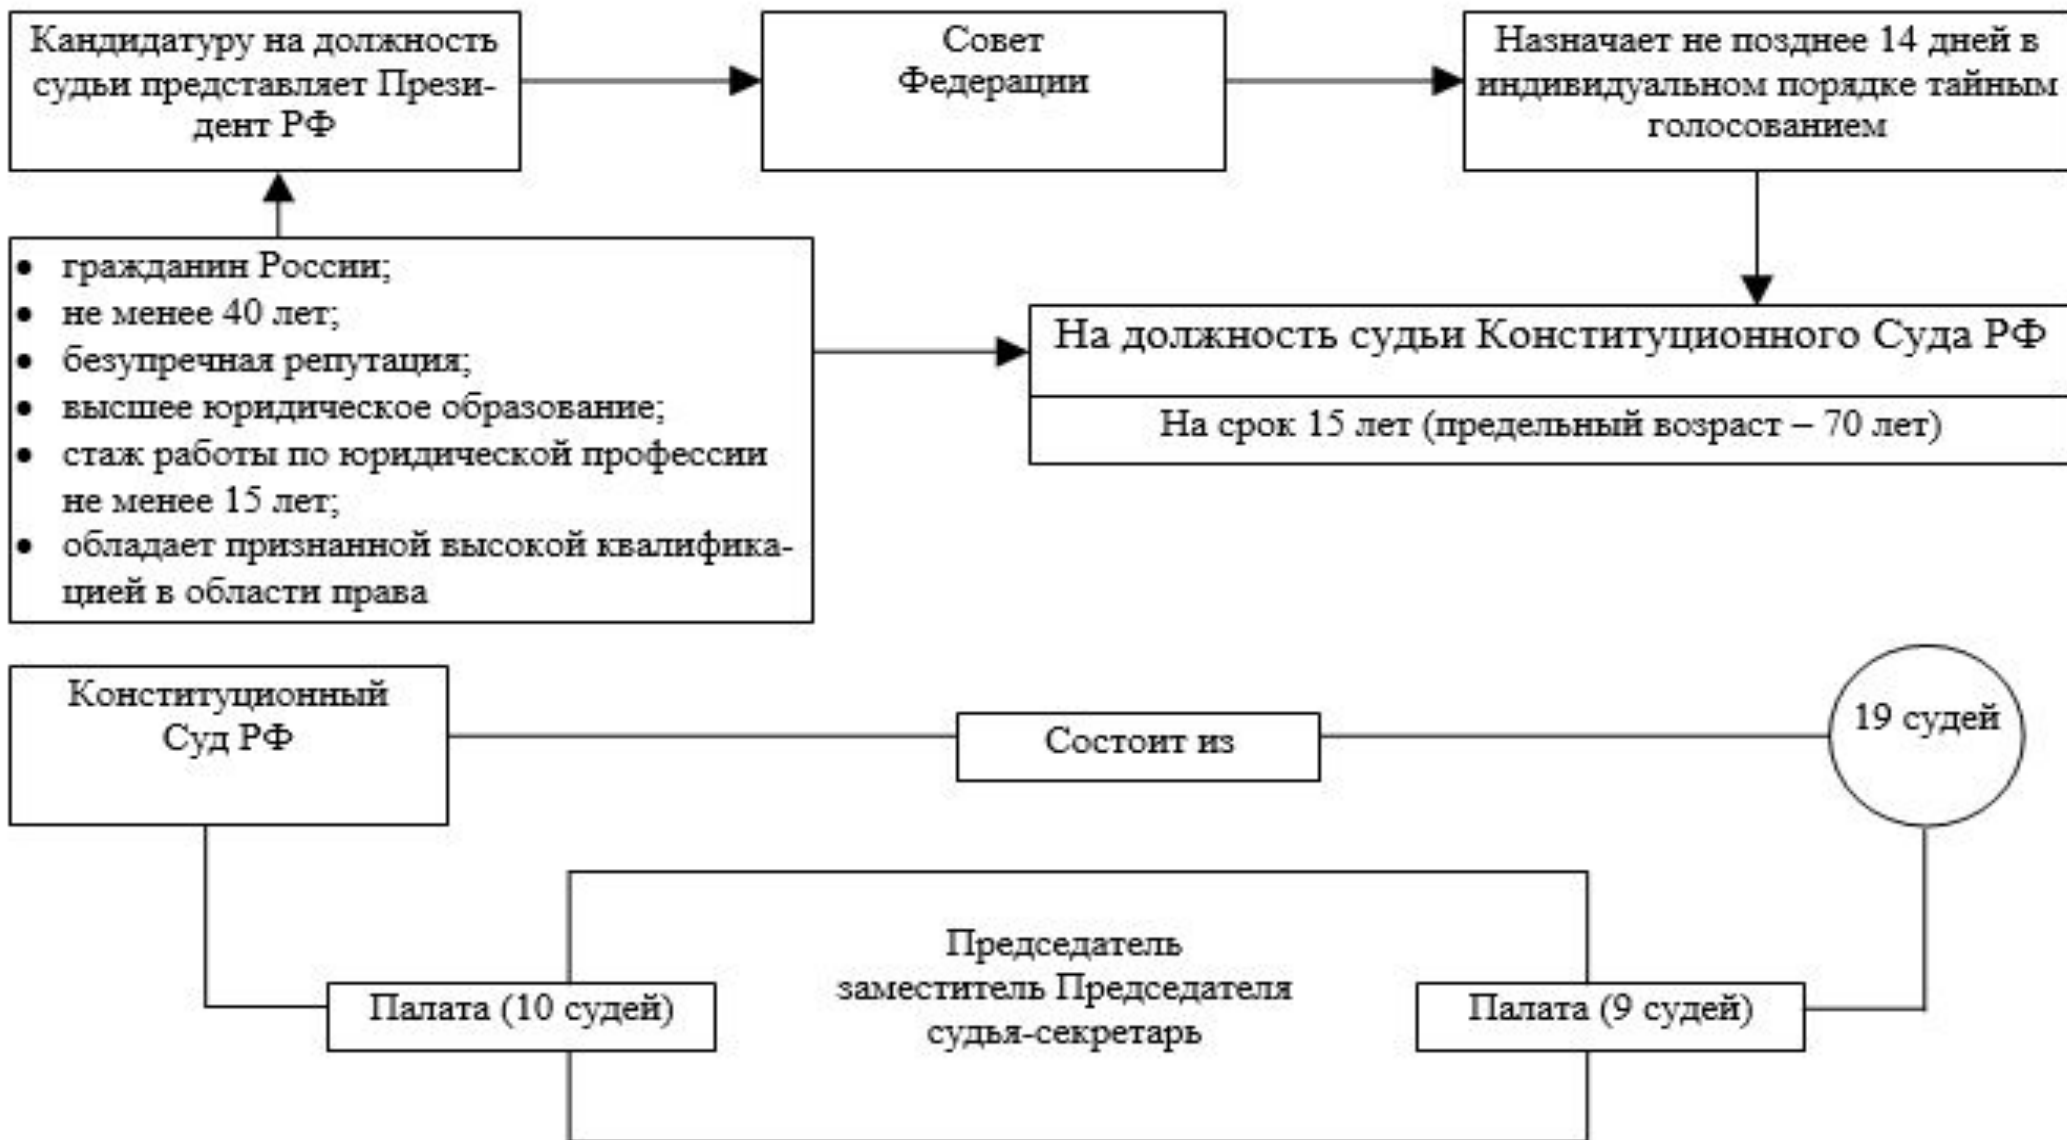 Кандидатуру на должность
судьи представляет Прези-
дент РФ
Совет
Федерации
Назначает не позднее 14 дней в
индивидуальном порядке тайным
голосованием
• гражданин России;
• не менее 40 лет;
• безупречная репутация;
• высшее юридическое образование;
• стаж работы по юридической профессии
не менее 15 лет;
• обладает признанной высокой квалифика-
цией в области права
На должность судьи Конституционного Суда РФ
На срок 15 лет (предельный возраст – 70 лет)
Конституционный
Суд РФ
Состоит из
19 судей
Председатель
заместитель Председателя
судья-секретарь
Палата (10 судей)
Палата (9 судей)